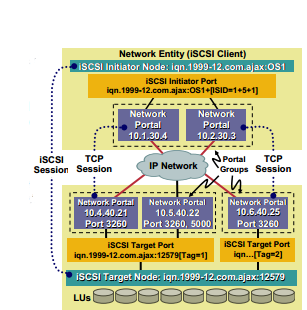 Network Entity (iSCSI Client)
iSCSI Initiator Node: iqn.1999-12.com.ajax:OS1
iSCSI Initiator Port
iqn.1999-12.com.ajax:OS1+[ISID=1+5+1]
Network
Portal
10.1.30.4
Network
Portal
10.2.30.3
iSCSI
Session
TCP
Session
IP Network
Portal
Groups
TCP
Session
Network Portal
10.4.40.21
Port 3260
Network Portal
10.5.40.22
Port 3260, 5000
Network Portal
10.6.40.25
Port 3260
iSCSI Target Port
iqn.1999-12.com.ajax:12579[Tag=1]
iSCSI Target Port
iqn...[Tag=2]
iSCSI Target Node: iqn.1999-12.com.ajax:12579
LUs